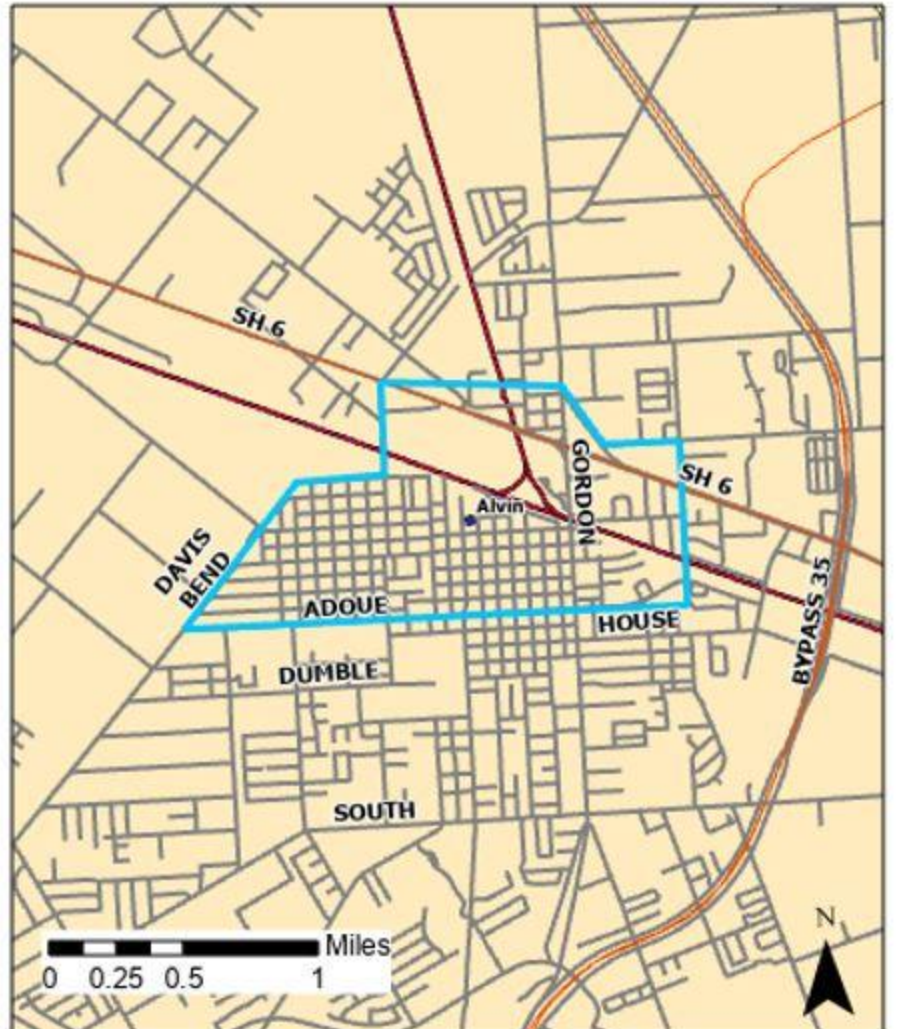 SH 6
GORDON
SH 6
Alvin
DAVIS
BEND
ADOUE
HOUSE
BYPASS 35
DUMBLE
SOUTH
N
Miles
0 0.25 0.5 1